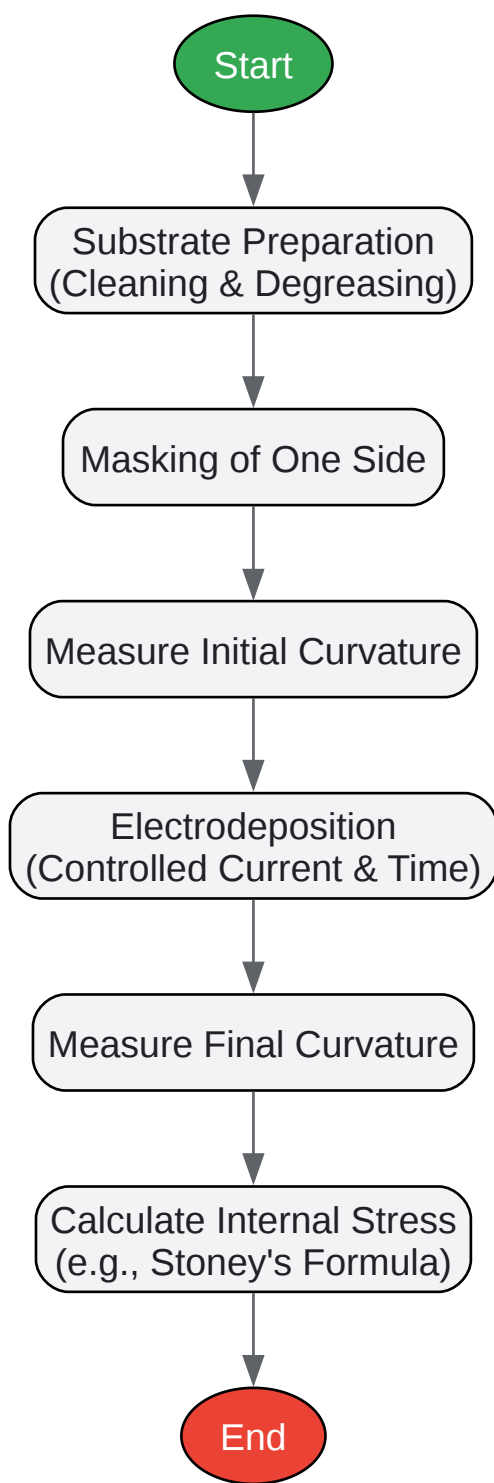 Start
Substrate Preparation
(Cleaning & Degreasing)
Masking of One Side
Measure Initial Curvature
Electrodeposition
(Controlled Current & Time)
Measure Final Curvature
Calculate Internal Stress
(e.g., Stoney's Formula)
End